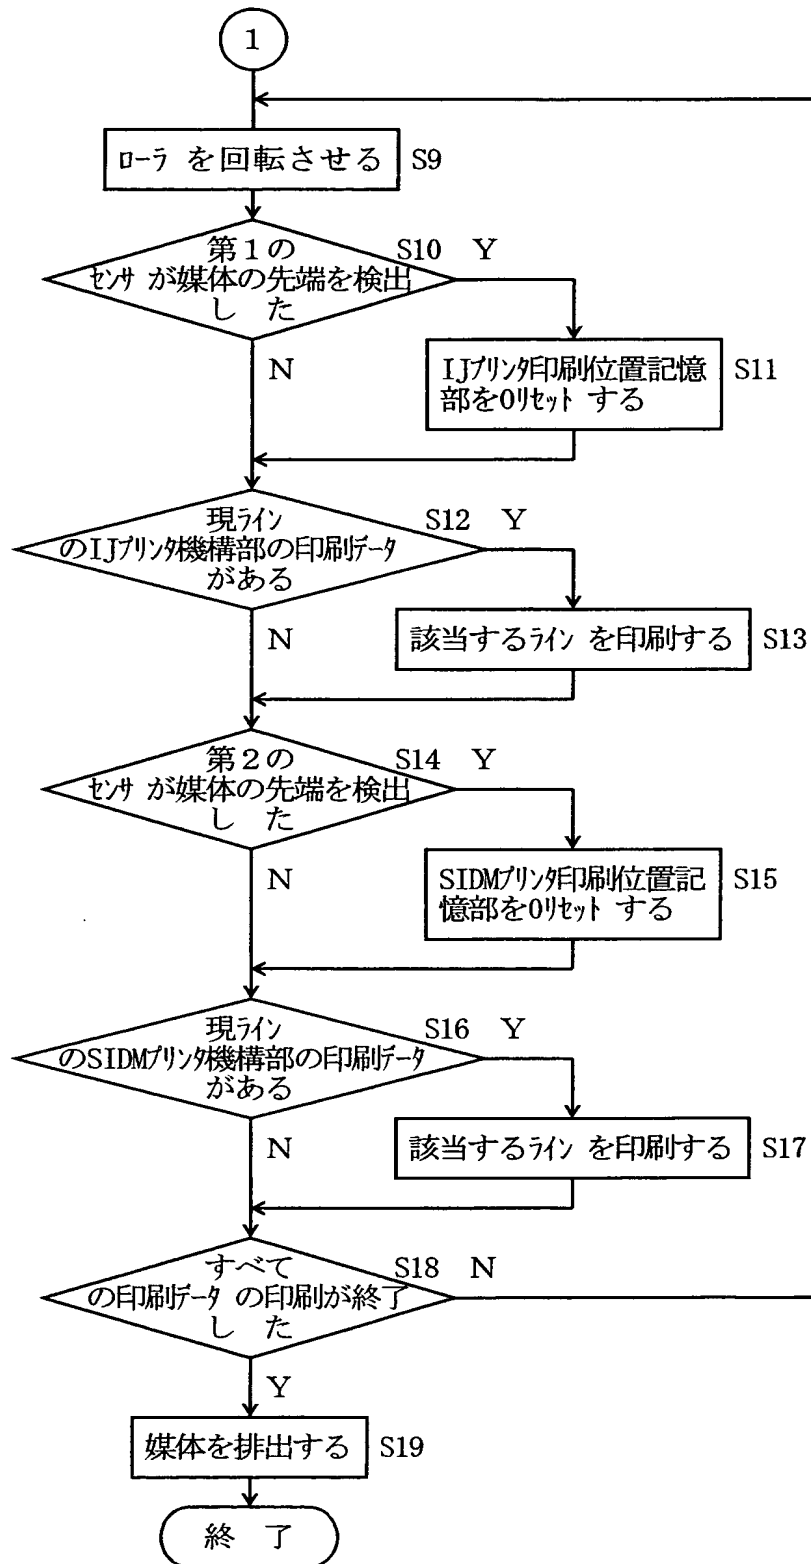 1
ローラ を回転させる S9
第1の S10 Y
センサ が媒体の先端を検出
し た
N
IJプリンタ印刷位置記憶 S11
部を0リセット する
現ライン S12 Y
のIJプリンタ機構部の印刷データ
がある
N
該当するライン を印刷する S13
第2の S14 Y
センサ が媒体の先端を検出
し た
N
SIDMプリンタ印刷位置記 S15
憶部を0リセット する
現ライン S16 Y
のSIDMプリンタ機構部の印刷データ
がある
N
該当するライン を印刷する S17
すべて S18 N
の印刷データ の印刷が終了
し た
Y
媒体を排出する S19
終 了